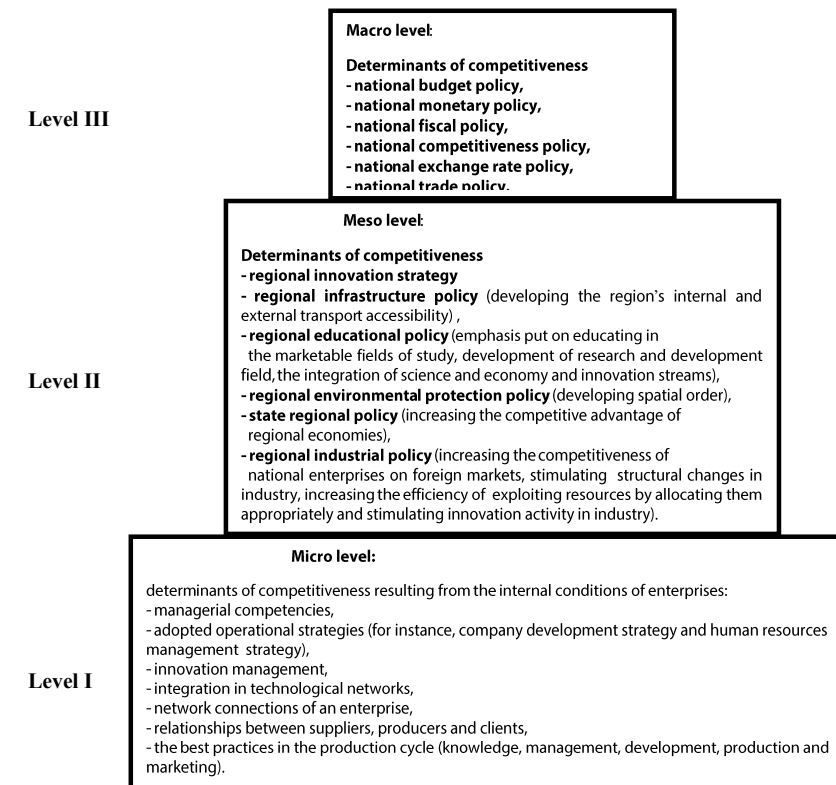 Macro level:
Determinants of competitiveness
- national budget policy,
- national monetary policy,
- national fiscal policy,
- national competitiveness policy,
- national exchange rate policy,
- national trade policy.
Level III
Meso level:
Determinants of competitiveness
- regional innovation strategy
- regional infrastructure policy (developing the region's internal and
external transport accessibility) ,
- regional educational policy (emphasis put on educating in
the marketable fields of study, development of research and development
field, the integration of science and economy and innovation streams),
- regional environmental protection policy (developing spatial order),
- state regional policy (increasing the competitive advantage of
regional economies),
- regional industrial policy (increasing the competitiveness of
national enterprises on foreign markets, stimulating structural changes in
industry, increasing the efficiency of exploiting resources by allocating them
appropriately and stimulating innovation activity in industry).
Level II
Micro level:
determinants of competitiveness resulting from the internal conditions of enterprises:
- managerial competencies,
- adopted operational strategies (for instance, company development strategy and human resources
management strategy),
- innovation management,
- integration in technological networks,
- network connections of an enterprise,
- relationships between suppliers, producers and clients,
- the best practices in the production cycle (knowledge, management, development, production and
marketing).
Level I